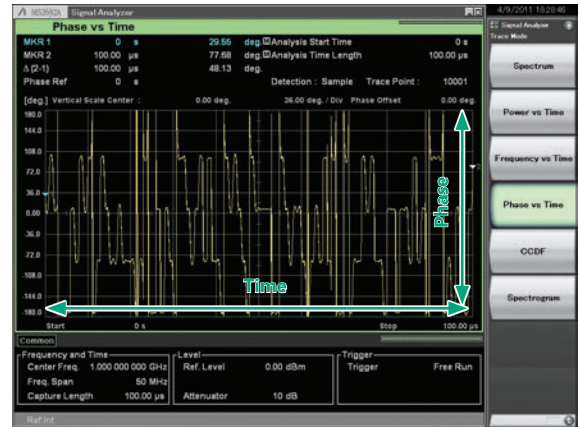 MS2692A Signal Analyzer
4/9/2011 18:28:46
Phase vs Time
MKR 1 0 s 29.55 deg. Analysis Start Time 0 s
MKR 2 100.00 µs 77.68 deg. Analysis Time Length 100.00 µs
Δ (2-1) 100.00 µs 48.13 deg.
Phase Ref 0 s
Detection : Sample Trace Point : 10001
[deg.] Vertical Scale Center : 0.00 deg. 36.00 deg. / Div Phase Offset 0.00 deg.
180.0
144.0
108.0
72.0
36.0
0.00
-36.0
-72.0
-108.0
-144.0
-180.0
2
Phase
Time
Start 0 s Stop 100.00 µs
Common
Frequency and Time
Center Freq. 1.000 000 000 GHz
Freq. Span 50 MHz
Capture Length 100.00 µs
Level
Ref. Level 0.00 dBm
Attenuator 10 dB
Trigger
Trigger Free Run
Ref.Int
Signal Analyzer
Trace Mode
Spectrum
Power vs Time
Frequency vs Time
Phase vs Time
CCDF
Spectrogram